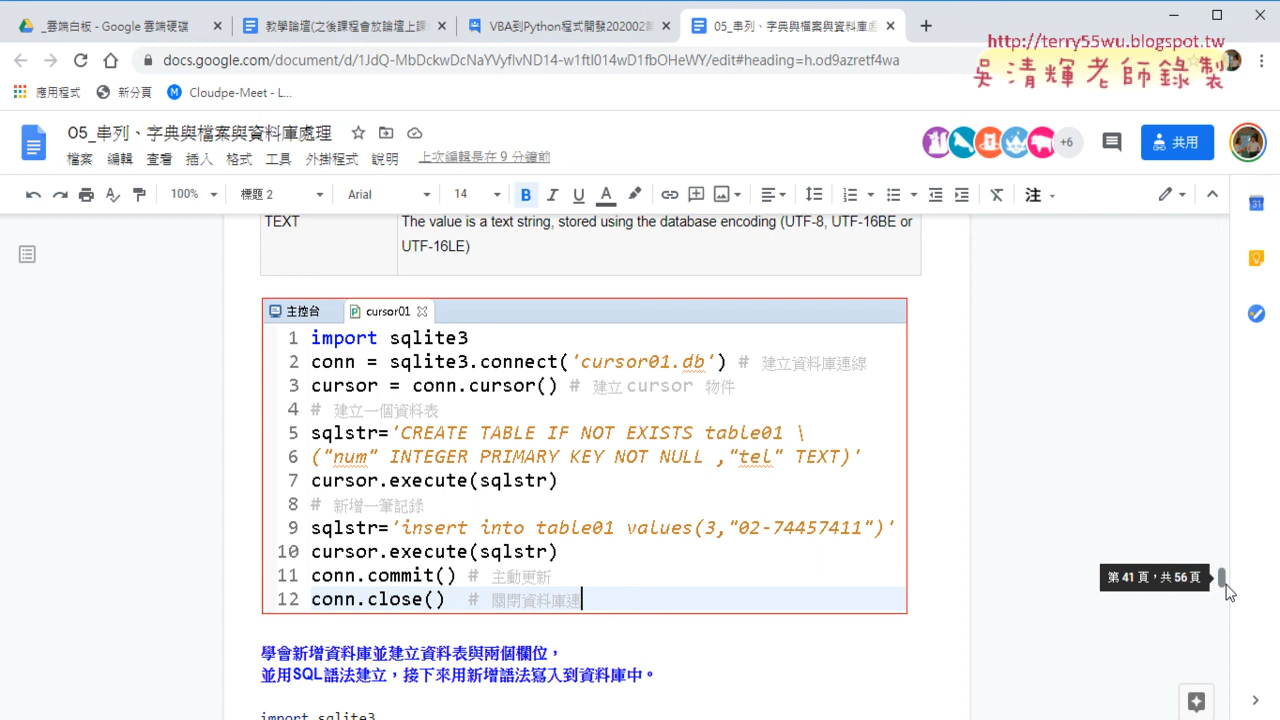 _雲端白板 - Google 雲端硬碟
教學論壇(之後課程會放論壇上課
VBA到Python程式開發202002
05_串列、字典與檔案與資料庫處
docs.google.com/document/d/1JdQ-MbDckwDcNaYVyfIvND14-w1ftI014wD1fbOHeWY/edit#heading=h.od9azretf4wa
http://terry55wu.blogspot.tw
吳清輝老師錄製
應用程式
新分頁
Cloudpe-Meet - L...
05_串列、字典與檔案與資料庫處理
檔案 編輯 查看 插入 格式 工具 外掛程式 說明 上次編輯是在 9 分鐘前
+6
共用
100% 標題 2 Arial 14 B I U A 注
TEXT
The value is a text string, stored using the database encoding (UTF-8, UTF-16BE or
UTF-16LE)
主控台 cursor01
1 import sqlite3
2 conn = sqlite3.connect('cursor01.db') # 建立資料庫連線
3 cursor = conn.cursor() # 建立 cursor 物件
4 # 建立一個資料表
5 sqlstr='CREATE TABLE IF NOT EXISTS table01 \
6 ("num" INTEGER PRIMARY KEY NOT NULL ,"tel" TEXT)'
7 cursor.execute(sqlstr)
8 # 新增一筆記錄
9 sqlstr='insert into table01 values(3,"02-74457411")'
10 cursor.execute(sqlstr)
11 conn.commit() # 主動更新
12 conn.close() # 關閉資料庫連
第 41 頁，共 56 頁
學會新增資料庫並建立資料表與兩個欄位，
並用SQL語法建立，接下來用新增語法寫入到資料庫中。
import sqlite3
31